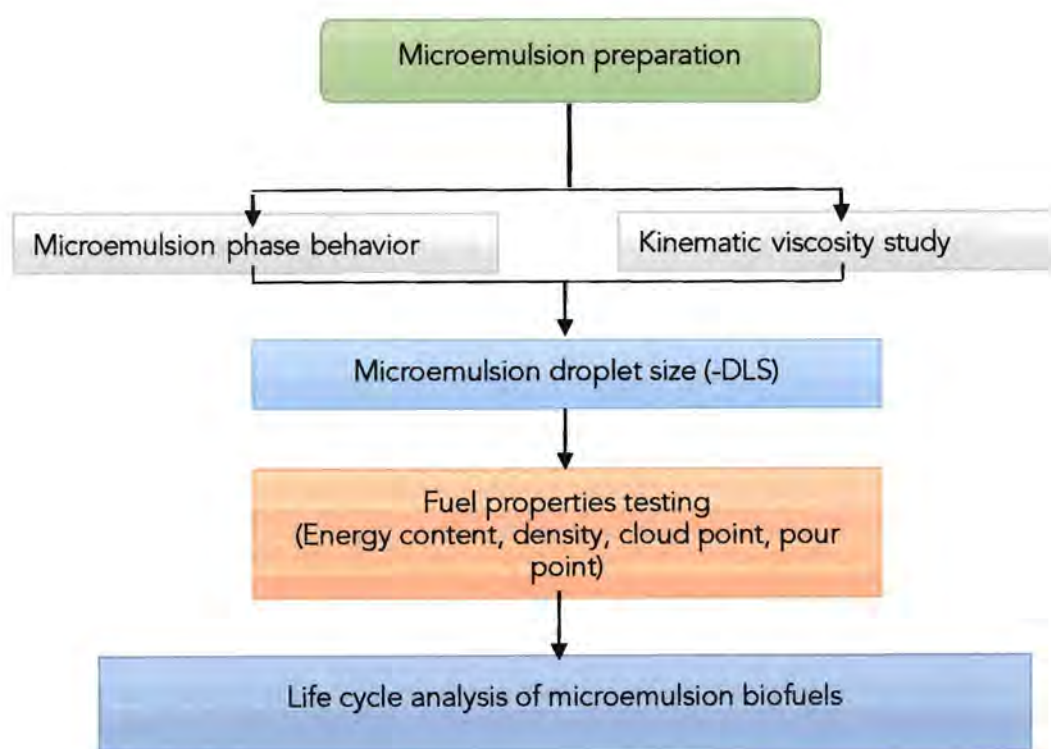 Microemulsion preparation
Microemulsion phase behavior
Kinematic viscosity study
Microemulsion droplet size (-DLS)
Fuel properties testing
(Energy content, density, cloud point, pour
point)
Life cycle analysis of microemulsion biofuels